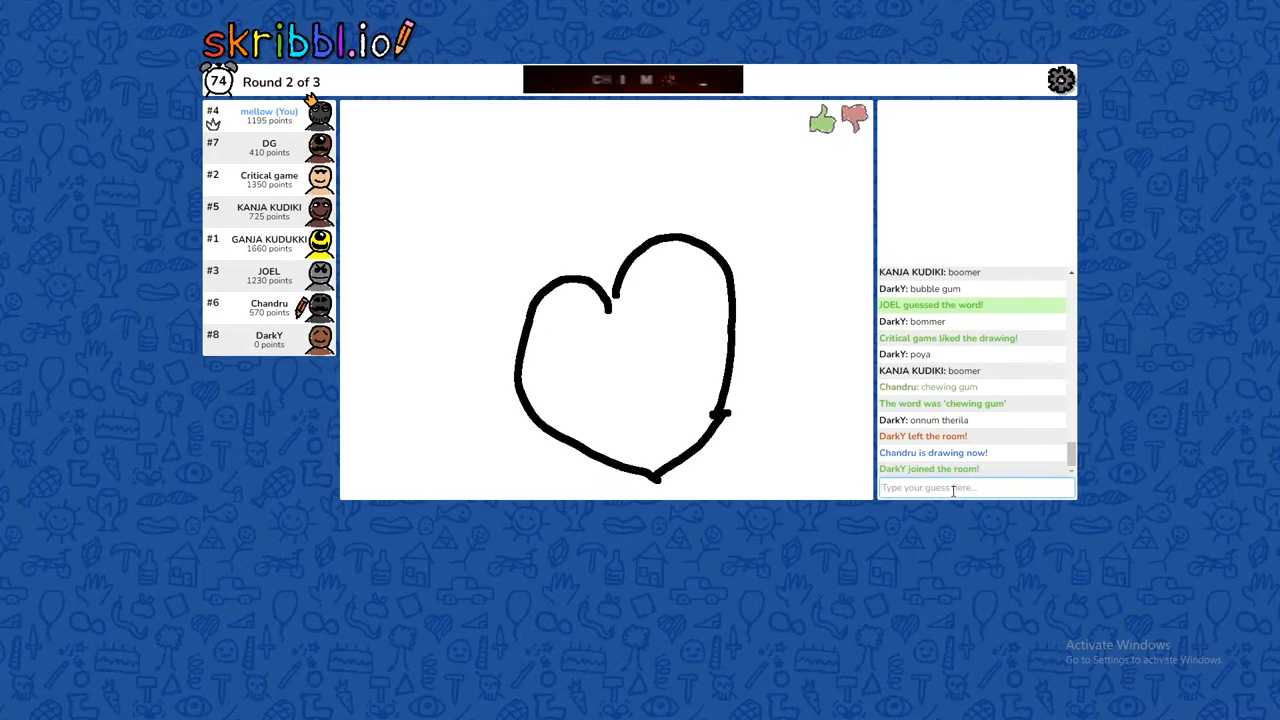 skribbl.io
74
Round 2 of 3
#4
mellow (You)
1195 points
#7
DG
410 points
#2
Critical game
1350 points
#5
KANJA KUDIKI
725 points
#1
GANJA KUDUKKI
1660 points
#3
JOEL
1230 points
#6
Chandru
570 points
#8
DarkY
0 points
KANJA KUDIKI: boomer
DarkY: bubble gum
JOEL guessed the word!
DarkY: bommer
Critical game liked the drawing!
DarkY: poya
KANJA KUDIKI: boomer
Chandru: chewing gum
The word was 'chewing gum'
DarkY: onnum therila
DarkY left the room!
Chandru is drawing now!
DarkY joined the room!
Type your guess here...
Activate Windows
Go to Settings to activate Windows.